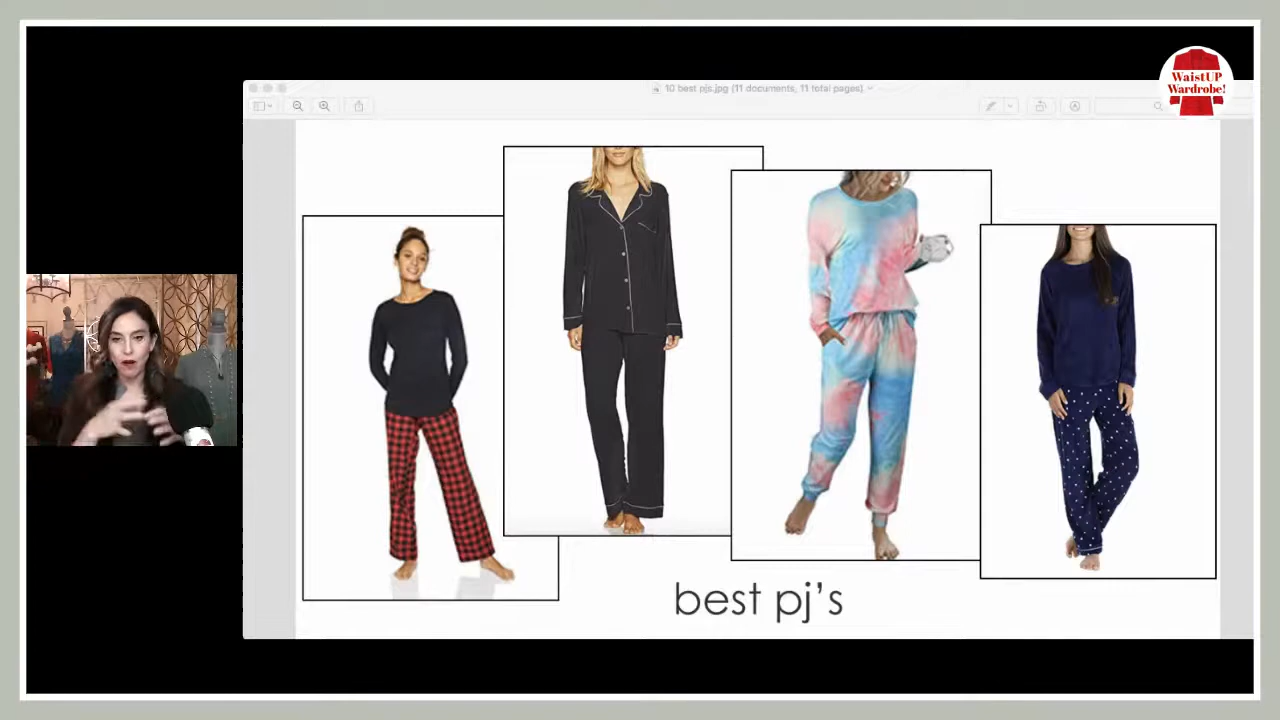 WaistUP
Wardrobe!
10 best pjs.jpg (11 documents, 11 total pages)
best pj's